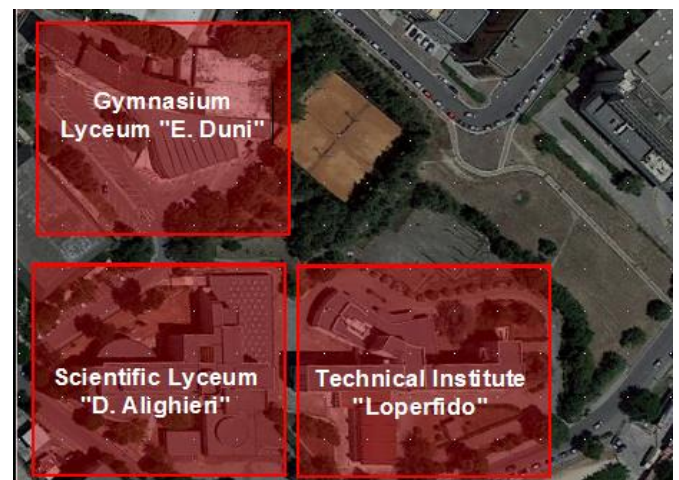 Gymnasium
Lyceum "E. Duni"
Scientific Lyceum
"D. Alighieri"
Technical Institute
"Loperfido"